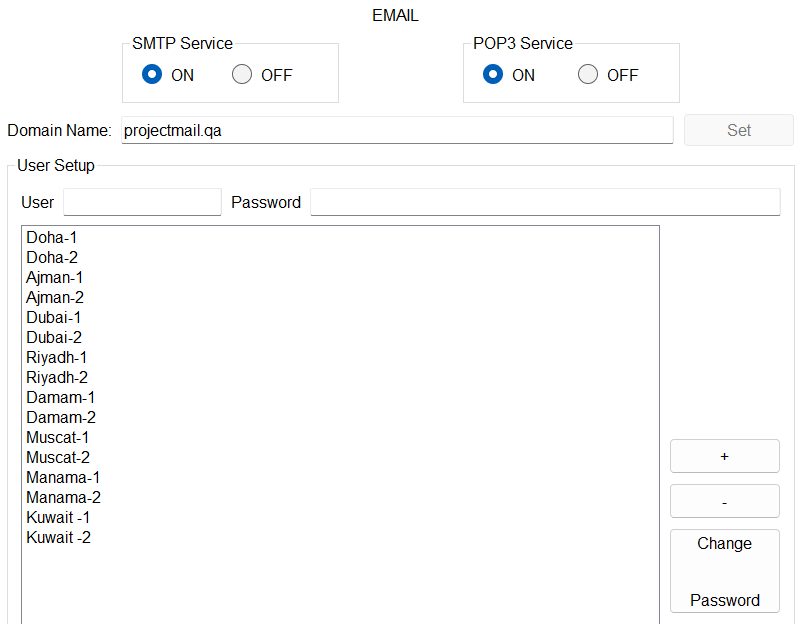 EMAIL
SMTP Service
POP3 Service
ON
OFF
ON
OFF
Domain Name: projectmail.qa Set
User Setup
User Password
Doha-1
Doha-2
Ajman-1
Ajman-2
Dubai-1
Dubai-2
Riyadh-1
Riyadh-2
Damam-1
Damam-2
Muscat-1
Muscat-2
Manama-1
Manama-2
Kuwait -1
Kuwait -2
+
-
Change
Password